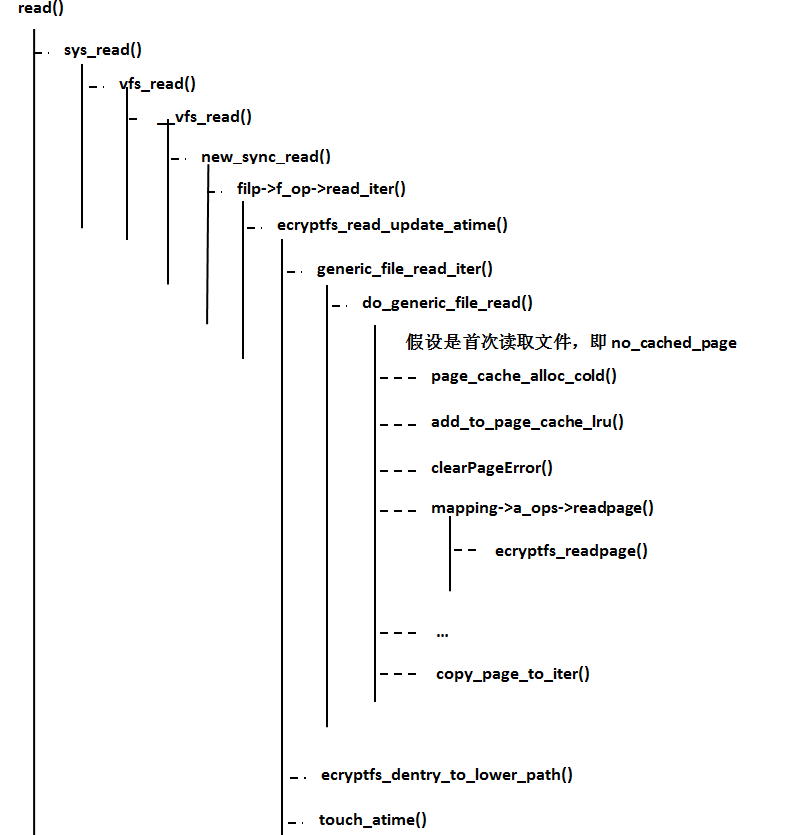 read()
sys_read()
vfs_read()
__vfs_read()
new_sync_read()
filp->f_op->read_iter()
ecryptfs_read_update_atime()
generic_file_read_iter()
do_generic_file_read()
假设是首次读取文件，即 no_cached_page
page_cache_alloc_cold()
add_to_page_cache_lru()
clearPageError()
mapping->a_ops->readpage()
ecryptfs_readpage()
...
copy_page_to_iter()
ecryptfs_dentry_to_lower_path()
touch_atime()